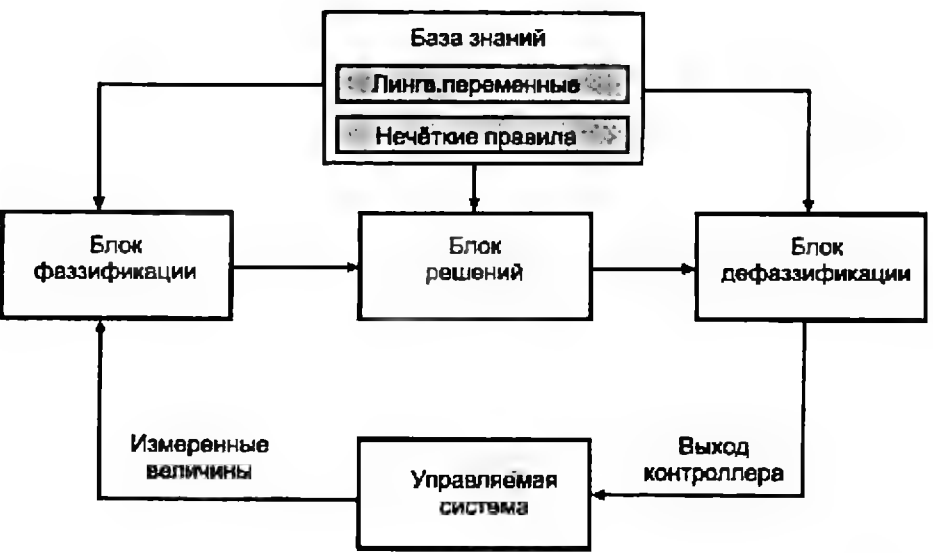 База знаний
Лингв.переменные
Нечёткие правила
Блок
фаззификации
Блок
решений
Блок
дефаззификации
Измеренные
величины
Управляемая
система
Выход
контроллера